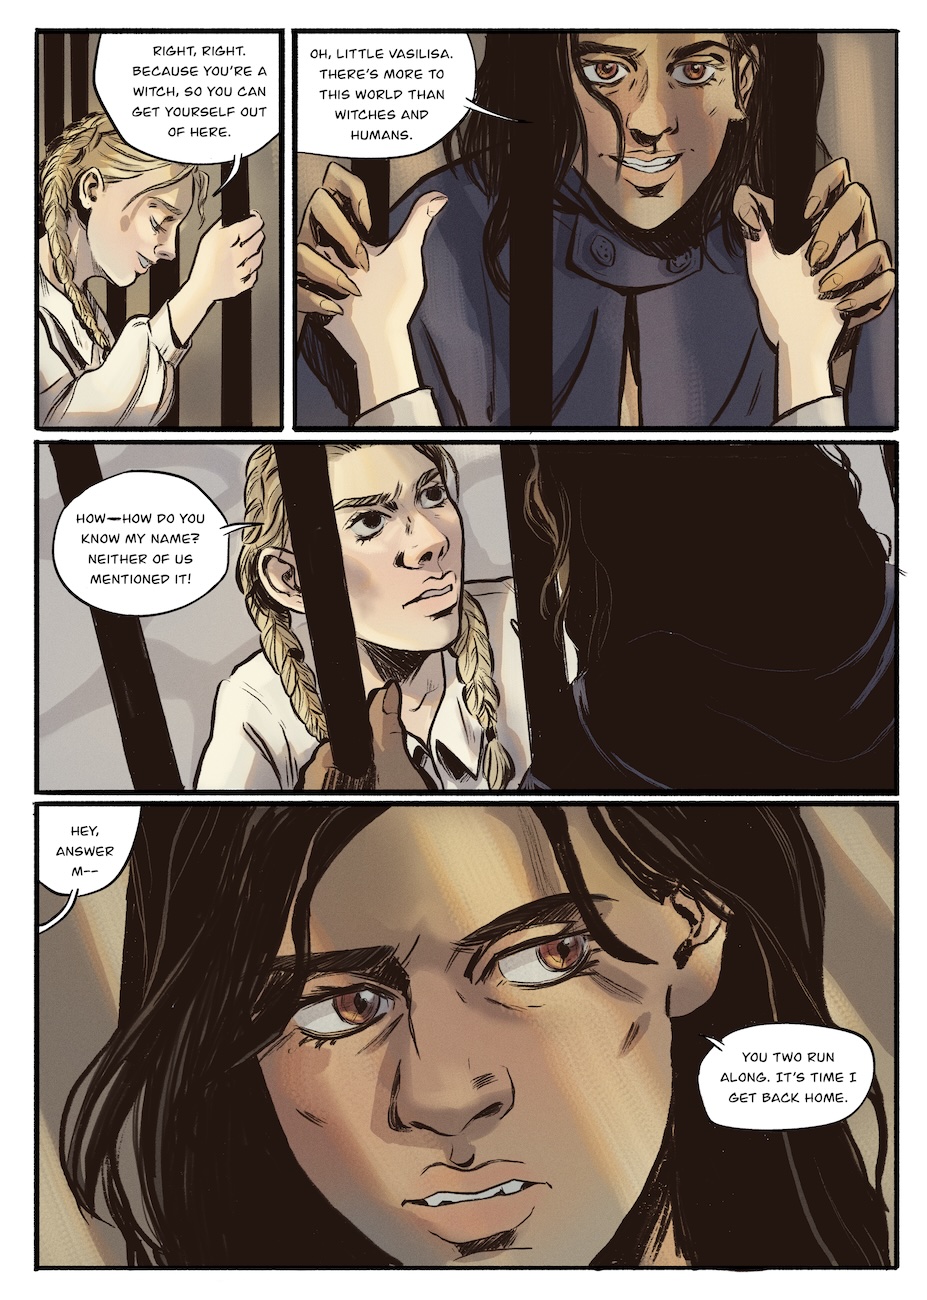 RIGHT, RIGHT.
BECAUSE YOU'RE A
WITCH, SO YOU CAN
GET YOURSELF OUT
OF HERE.
OH, LITTLE VASILISA.
THERE'S MORE TO
THIS WORLD THAN
WITCHES AND
HUMANS.
HOW—HOW DO YOU
KNOW MY NAME?
NEITHER OF US
MENTIONED IT!
HEY,
ANSWER
M--
YOU TWO RUN
ALONG. IT'S TIME I
GET BACK HOME.